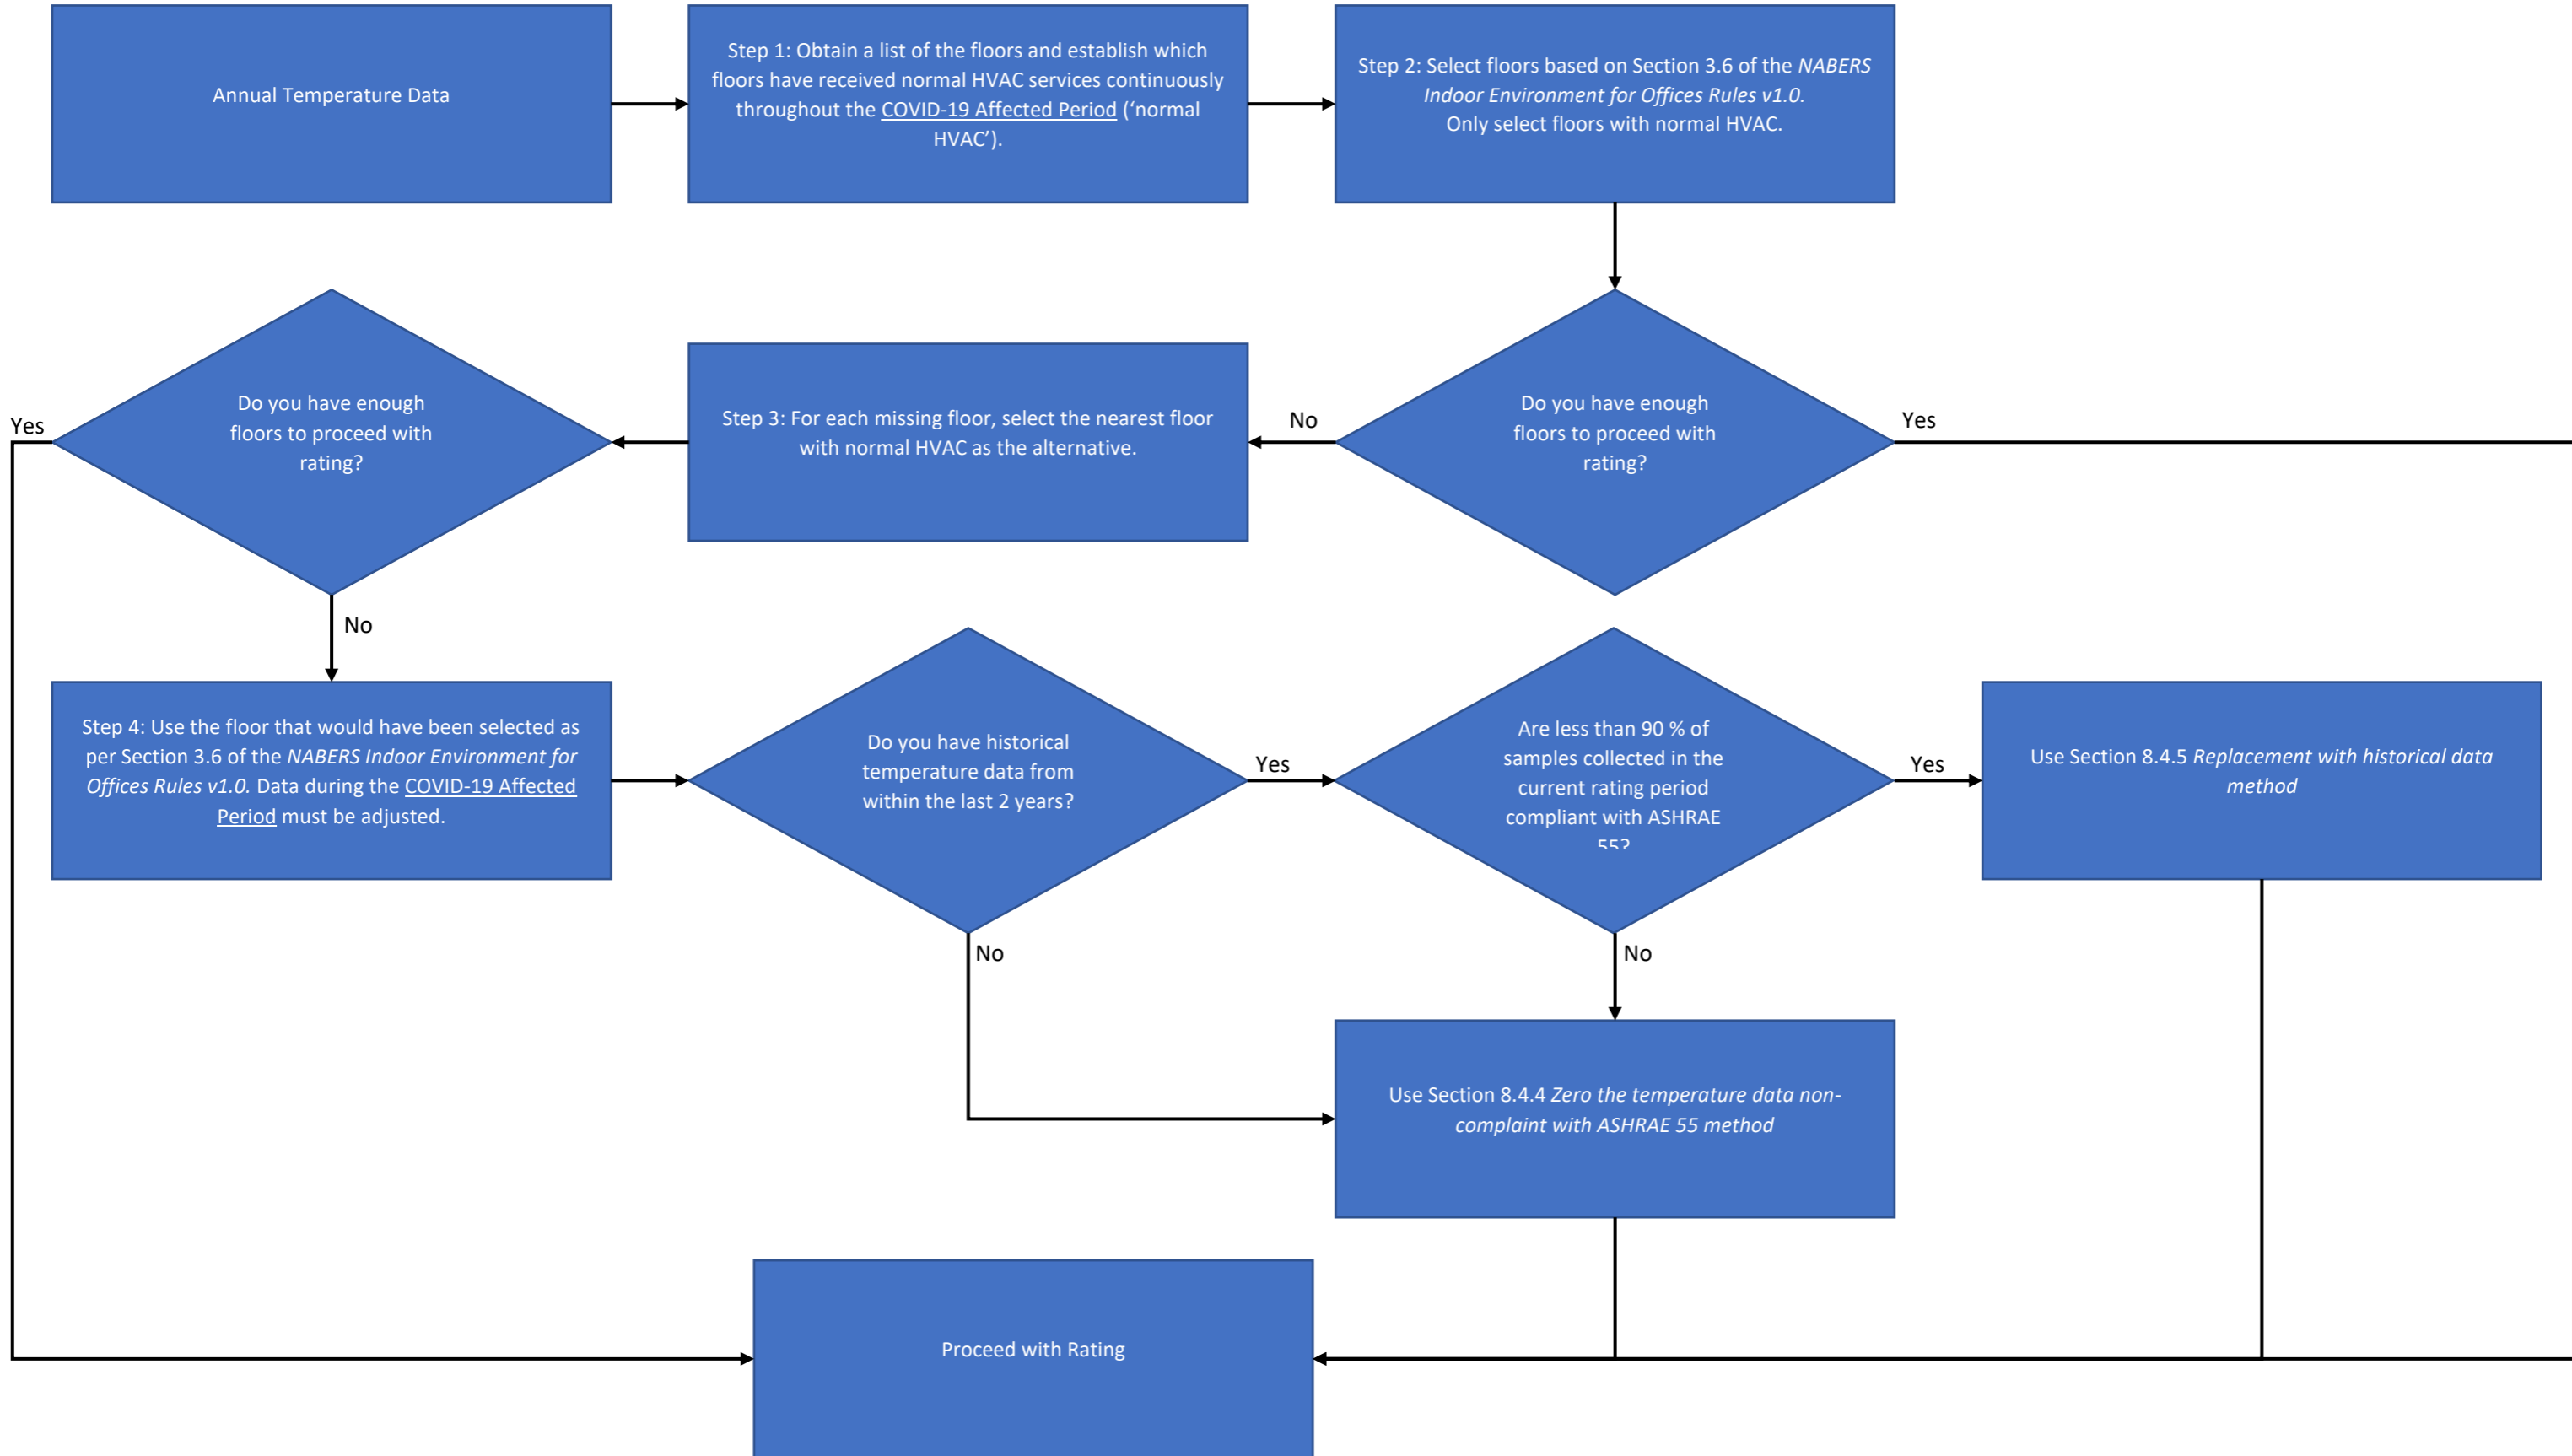 Annual Temperature Data
Step 1: Obtain a list of the floors and establish which
floors have received normal HVAC services continuously
throughout the COVID-19 Affected Period (‘normal
HVAC’).
Step 2: Select floors based on Section 3.6 of the NABERS
Indoor Environment for Offices Rules v1.0.
Only select floors with normal HVAC.
Do you have enough
floors to proceed with
rating?
Yes
No
Step 3: For each missing floor, select the nearest floor
with normal HVAC as the alternative.
Do you have enough
floors to proceed with
rating?
Yes
No
Step 4: Use the floor that would have been selected as
per Section 3.6 of the NABERS Indoor Environment for
Offices Rules v1.0. Data during the COVID-19 Affected
Period must be adjusted.
Do you have historical
temperature data from
within the last 2 years?
Yes
No
Are less than 90 % of
samples collected in the
current rating period
compliant with ASHRAE
55?
Yes
No
Use Section 8.4.5 Replacement with historical data
method
Use Section 8.4.4 Zero the temperature data non-
complaint with ASHRAE 55 method
Proceed with Rating